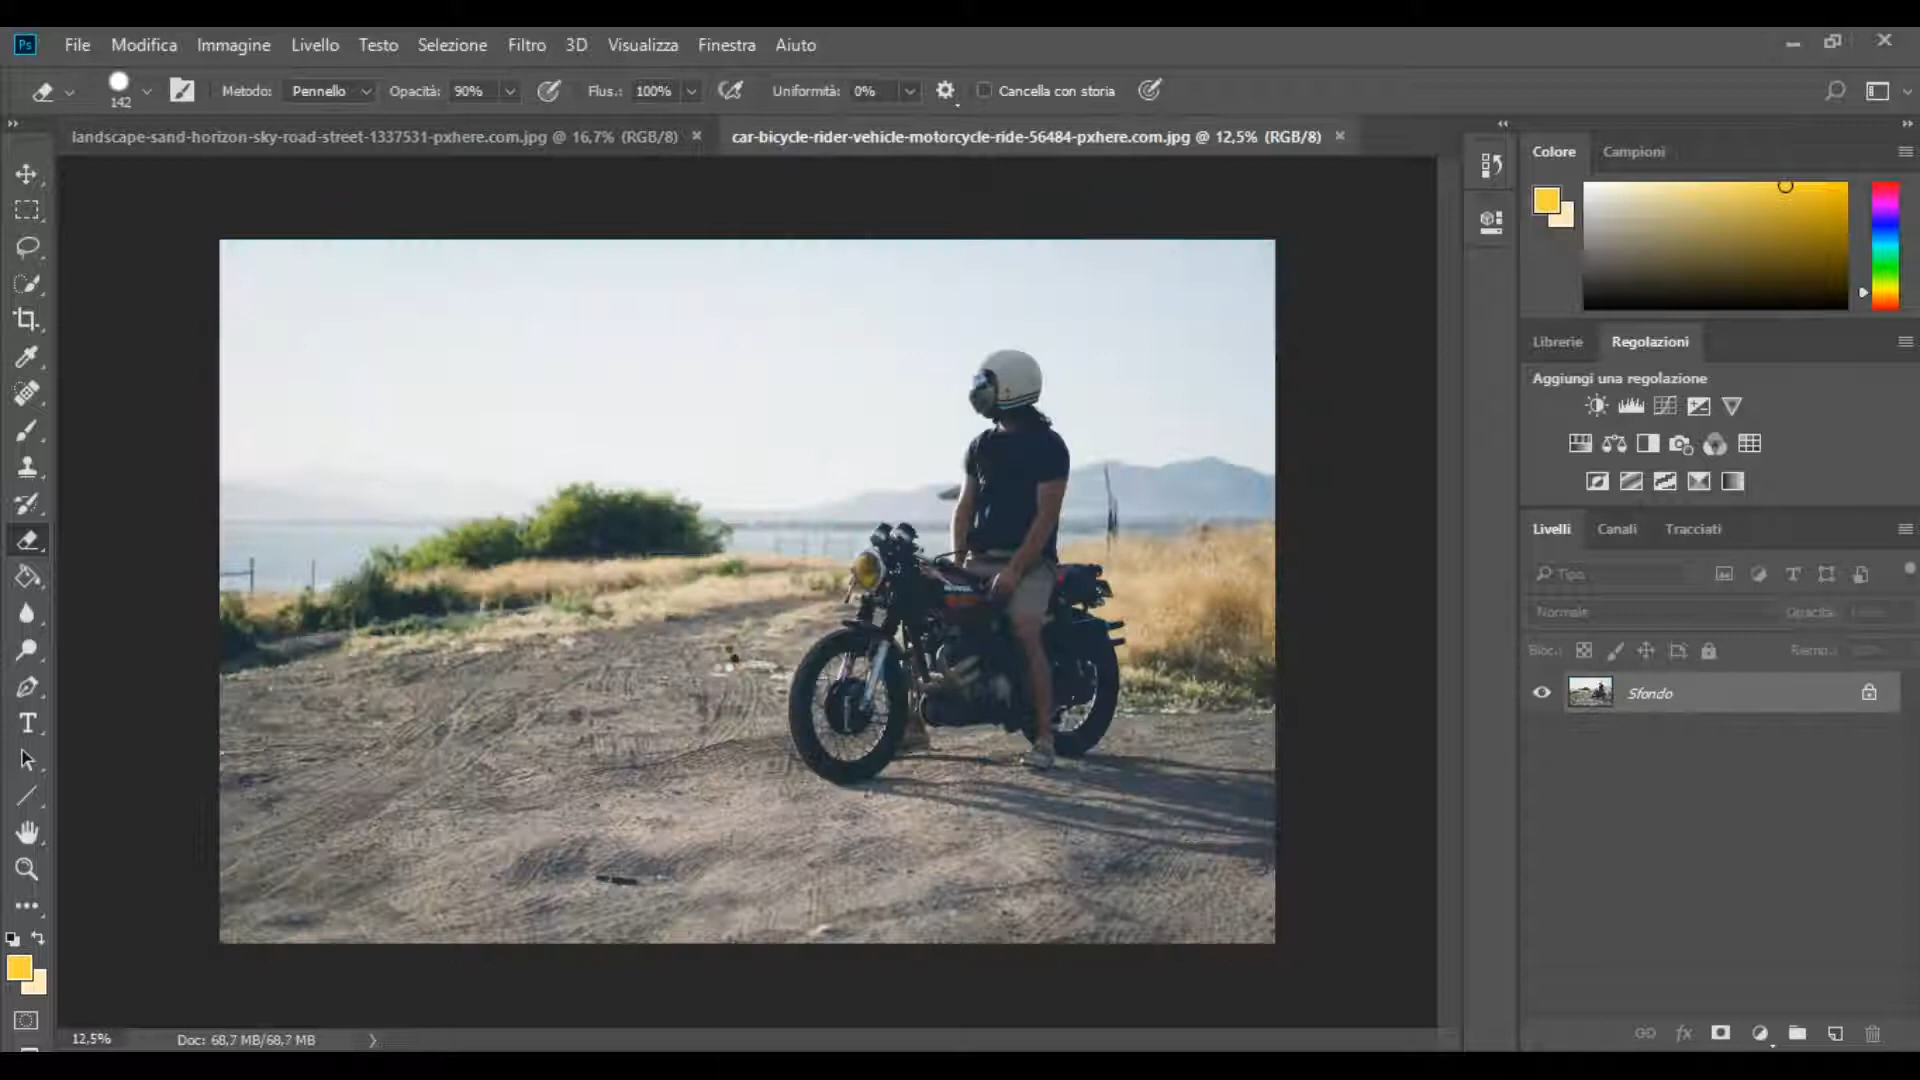 Ps File Modifica Immagine Livello Testo Selezione Filtro 3D Visualizza Finestra Aiuto
142 Metodo: Pennello Opacità: 90% Flus.: 100% Uniformità: 0% Cancella con storia
landscape-sand-horizon-sky-road-street-1337531-pxhere.com.jpg @ 16,7% (RGB/8) × car-bicycle-rider-vehicle-motorcycle-ride-56484-pxhere.com.jpg @ 12,5% (RGB/8) ×
Colore Campioni
Librerie Regolazioni
Aggiungi una regolazione
Livelli Canali Tracciati
Tipo
Normale Opacità:
Bloc.: Riemp.:
Sfondo
fx
12,5% Doc: 68,7 MB/68,7 MB